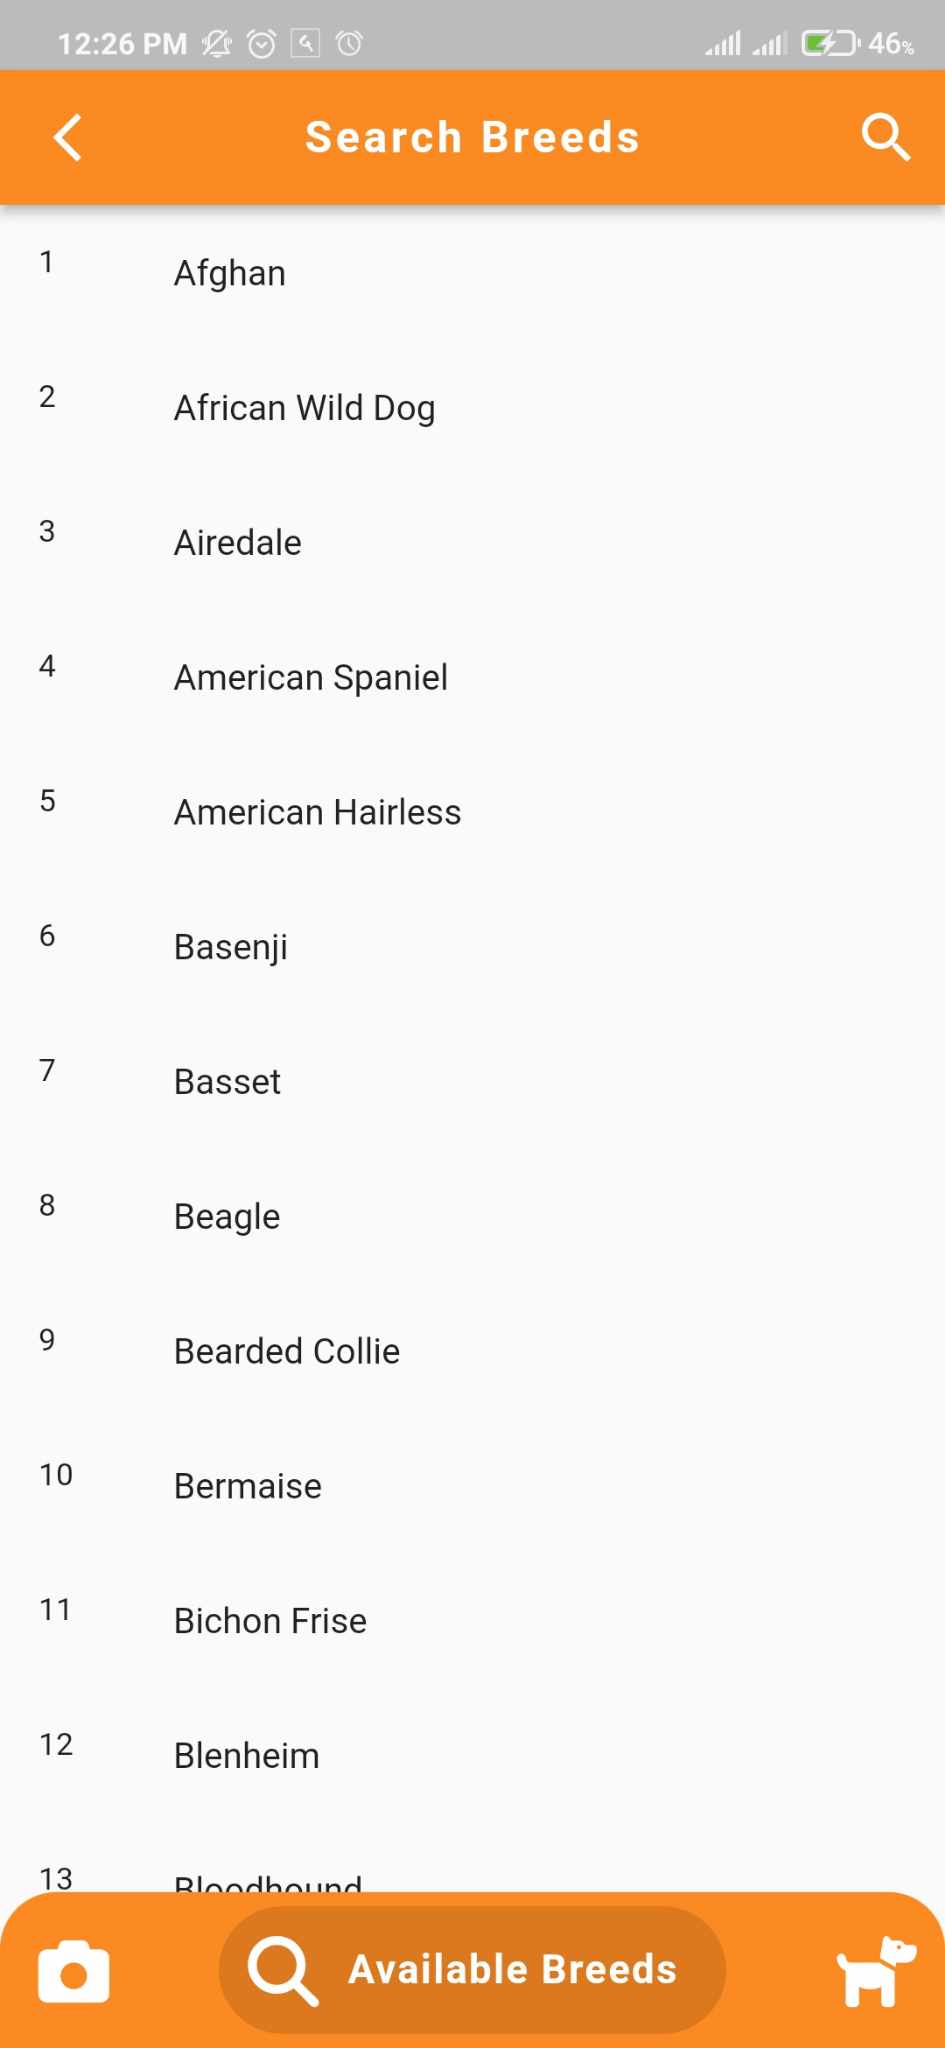 12:26 PM 46%
Search Breeds
1 Afghan
2 African Wild Dog
3 Airedale
4 American Spaniel
5 American Hairless
6 Basenji
7 Basset
8 Beagle
9 Bearded Collie
10 Bermaise
11 Bichon Frise
12 Blenheim
13 Bloodhound
Available Breeds